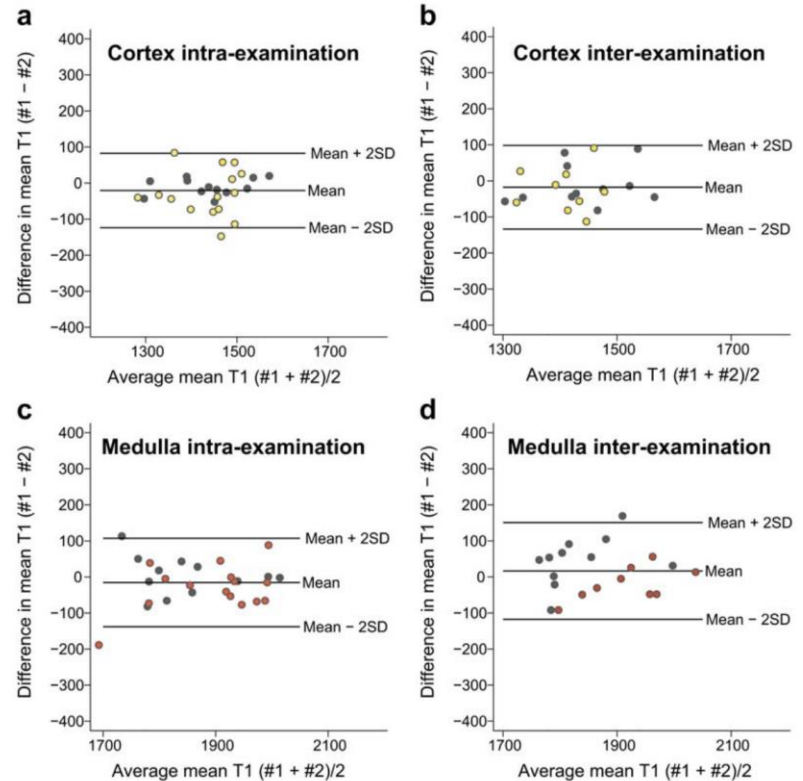 a
Cortex intra-examination
Difference in mean T1 (#1 − #2)
400
300
200
100
0
−100
−200
−300
−400
Mean + 2SD
Mean
Mean − 2SD
1300 1500 1700
Average mean T1 (#1 + #2)/2
b
Cortex inter-examination
Difference in mean T1 (#1 − #2)
400
300
200
100
0
−100
−200
−300
−400
Mean + 2SD
Mean
Mean − 2SD
1300 1500 1700
Average mean T1 (#1 + #2)/2
c
Medulla intra-examination
Difference in mean T1 (#1 − #2)
400
300
200
100
0
−100
−200
−300
−400
Mean + 2SD
Mean
Mean − 2SD
1700 1900 2100
Average mean T1 (#1 + #2)/2
d
Medulla inter-examination
Difference in mean T1 (#1 − #2)
400
300
200
100
0
−100
−200
−300
−400
Mean + 2SD
Mean
Mean − 2SD
1700 1900 2100
Average mean T1 (#1 + #2)/2